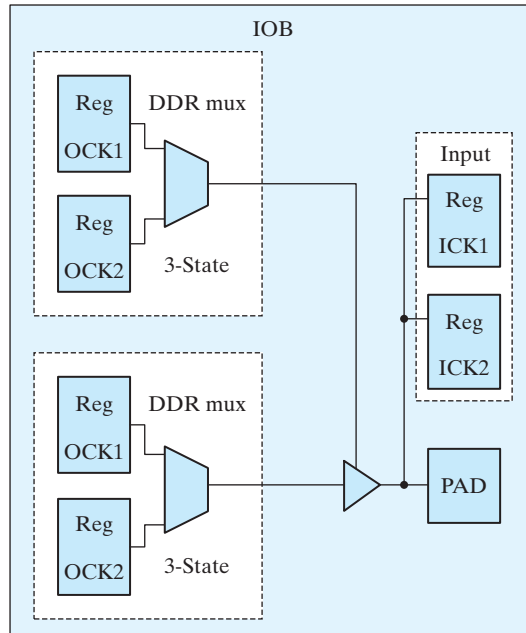 IOB
Reg
OCK1
DDR mux
Reg
OCK2
3-State
Input
Reg
ICK1
Reg
ICK2
Reg
OCK1
DDR mux
Reg
OCK2
3-State
PAD